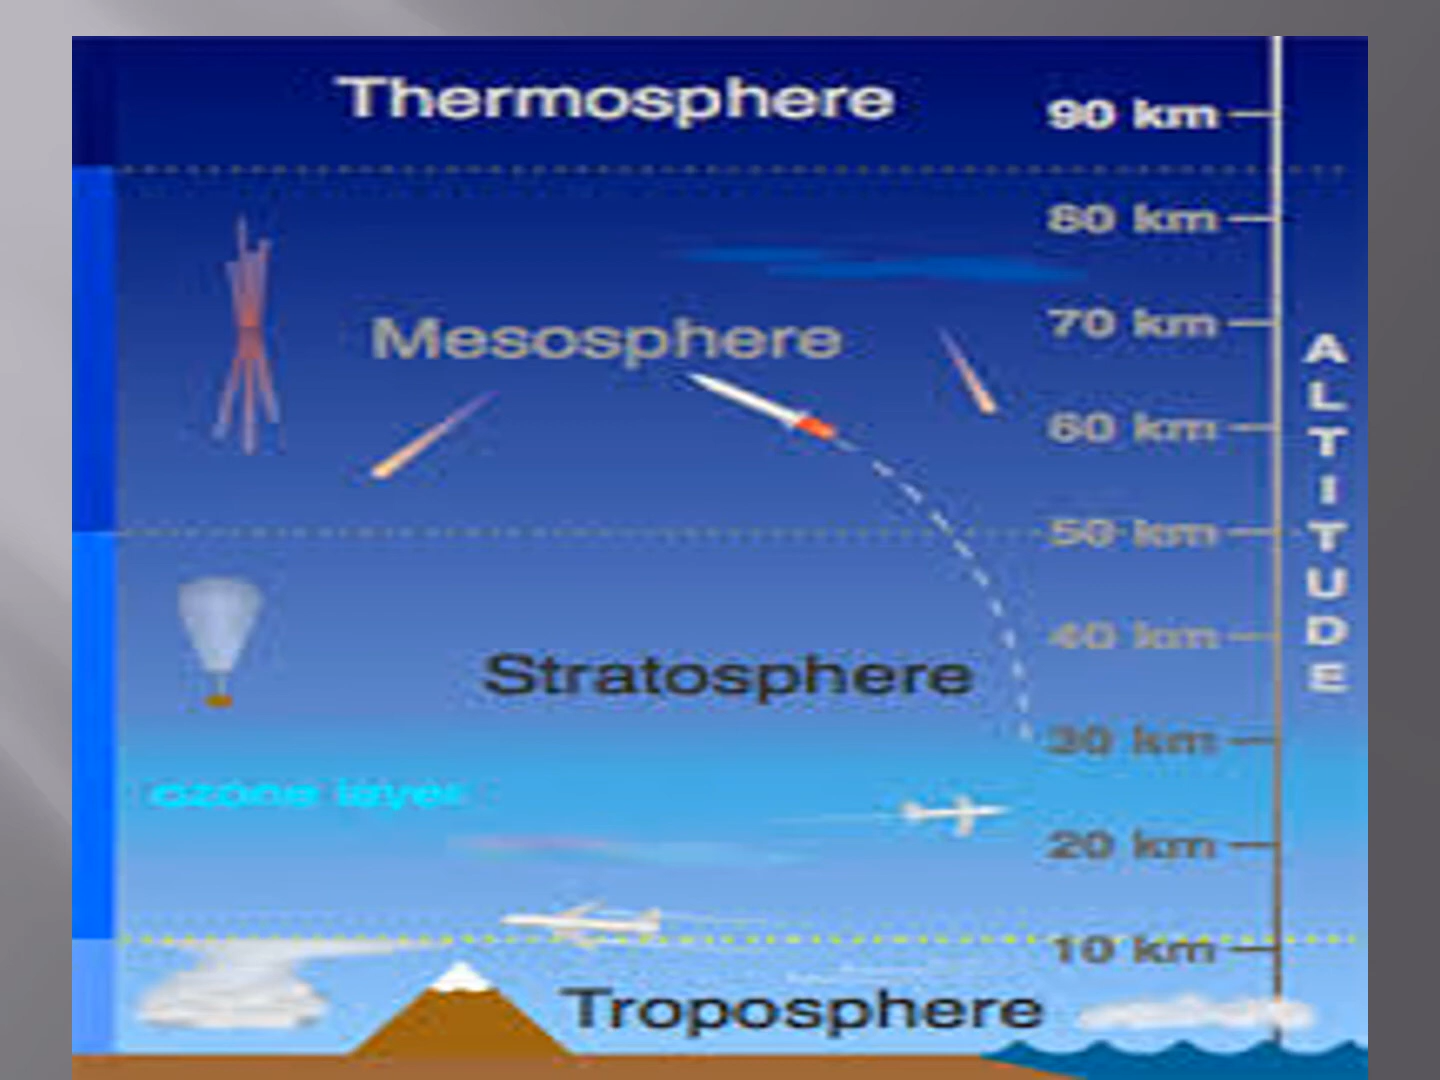 Thermosphere
90 km
80 km
Mesosphere
70 km
60 km
50 km
ALTITUDE
40 km
Stratosphere
30 km
ozone layer
20 km
10 km
Troposphere